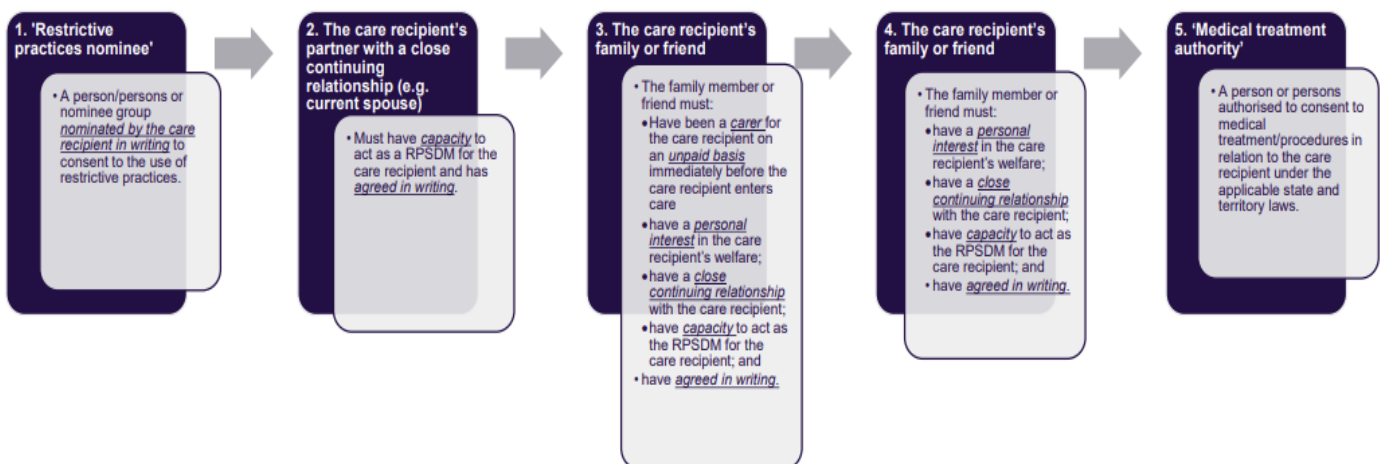 1. 'Restrictive
practices nominee'
• A person/persons or
nominee group
nominated by the care
recipient in writing to
consent to the use of
restrictive practices.
2. The care recipient's
partner with a close
continuing
relationship (e.g.
current spouse)
• Must have capacity to
act as a RPSDM for the
care recipient and has
agreed in writing.
3. The care recipient's
family or friend
• The family member or
friend must:
• Have been a carer for
the care recipient on
an unpaid basis
immediately before the
care recipient enters
care
• have a personal
interest in the care
recipient's welfare;
• have a close
continuing relationship
with the care recipient;
• have capacity to act as
the RPSDM for the
care recipient; and
• have agreed in writing.
4. The care recipient's
family or friend
• The family member or
friend must:
• have a personal
interest in the care
recipient's welfare;
• have a close
continuing relationship
with the care recipient;
• have capacity to act as
the RPSDM for the
care recipient; and
• have agreed in writing.
5. 'Medical treatment
authority'
• A person or persons
authorised to consent to
medical
treatment/procedures in
relation to the care
recipient under the
applicable state and
territory laws.